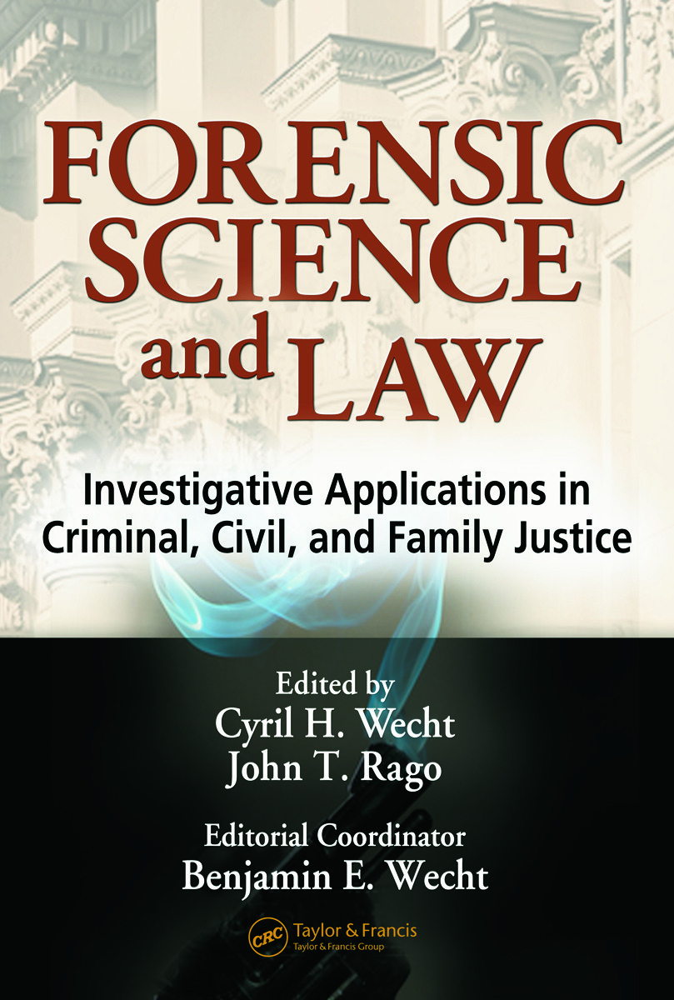 FORENSIC
SCIENCE
and LAW
Investigative Applications in
Criminal, Civil, and Family Justice
Edited by
Cyril H. Wecht
John T. Rago
Editorial Coordinator
Benjamin E. Wecht
CRC Taylor & Francis
Taylor & Francis Group